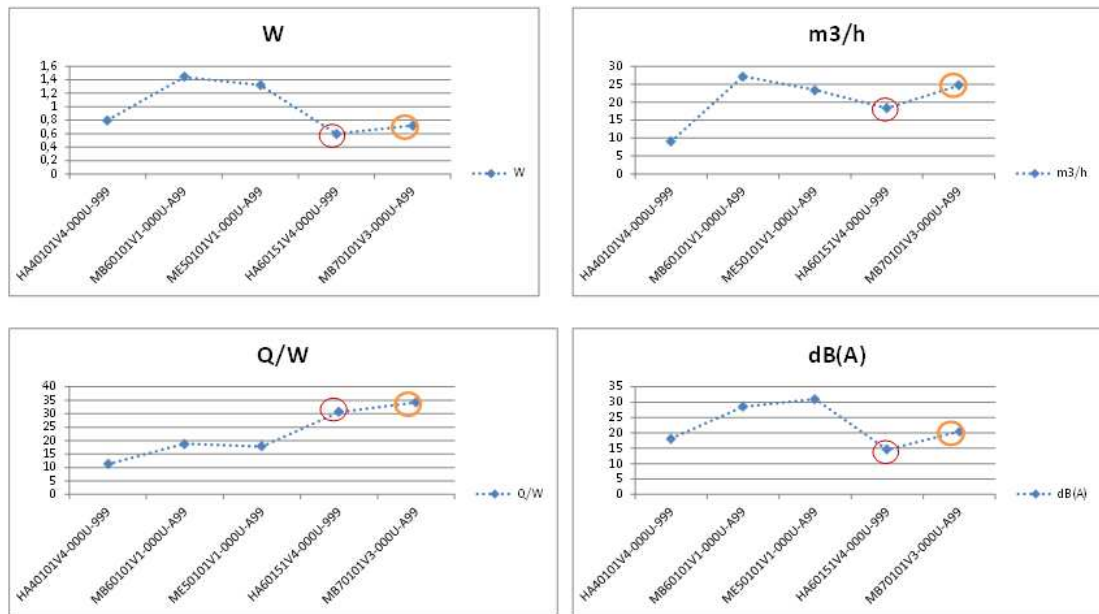 W
1,6
1,4
1,2
1
0,8
0,6
0,4
0,2
0
W
HA40101V4-000U-999
MB60101V1-000U-A99
ME50101V1-000U-A99
HA60151V4-000U-999
MB70101V3-000U-A99
m3/h
30
25
20
15
10
5
0
m3/h
HA40101V4-000U-999
MB60101V1-000U-A99
ME50101V1-000U-A99
HA60151V4-000U-999
MB70101V3-000U-A99
Q/W
40
35
30
25
20
15
10
5
0
Q/W
HA40101V4-000U-999
MB60101V1-000U-A99
ME50101V1-000U-A99
HA60151V4-000U-999
MB70101V3-000U-A99
dB(A)
35
30
25
20
15
10
5
0
dB(A)
HA40101V4-000U-999
MB60101V1-000U-A99
ME50101V1-000U-A99
HA60151V4-000U-999
MB70101V3-000U-A99